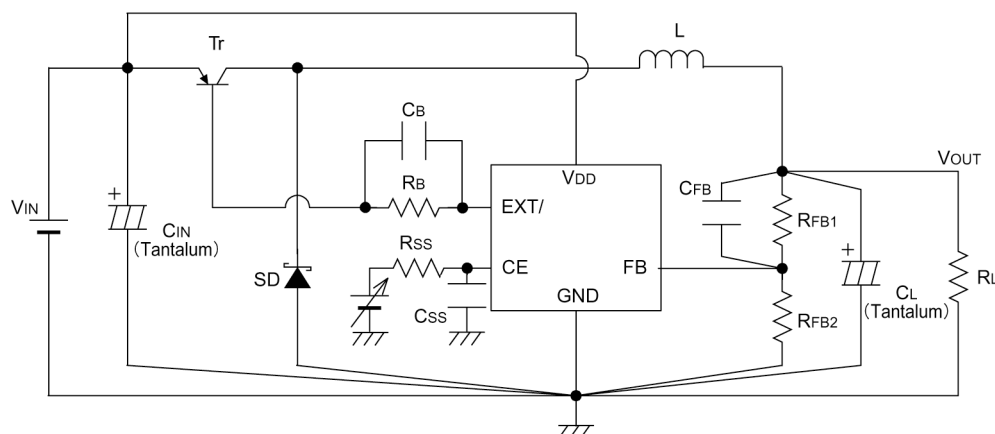 L
Tr
CB
VOUT
VDD
CFB
RB
EXT/
VIN
+
RFB1
CIN
(Tantalum)
RSS
+
CE
FB
SD
RL
GND
CL
(Tantalum)
CSS
RFB2